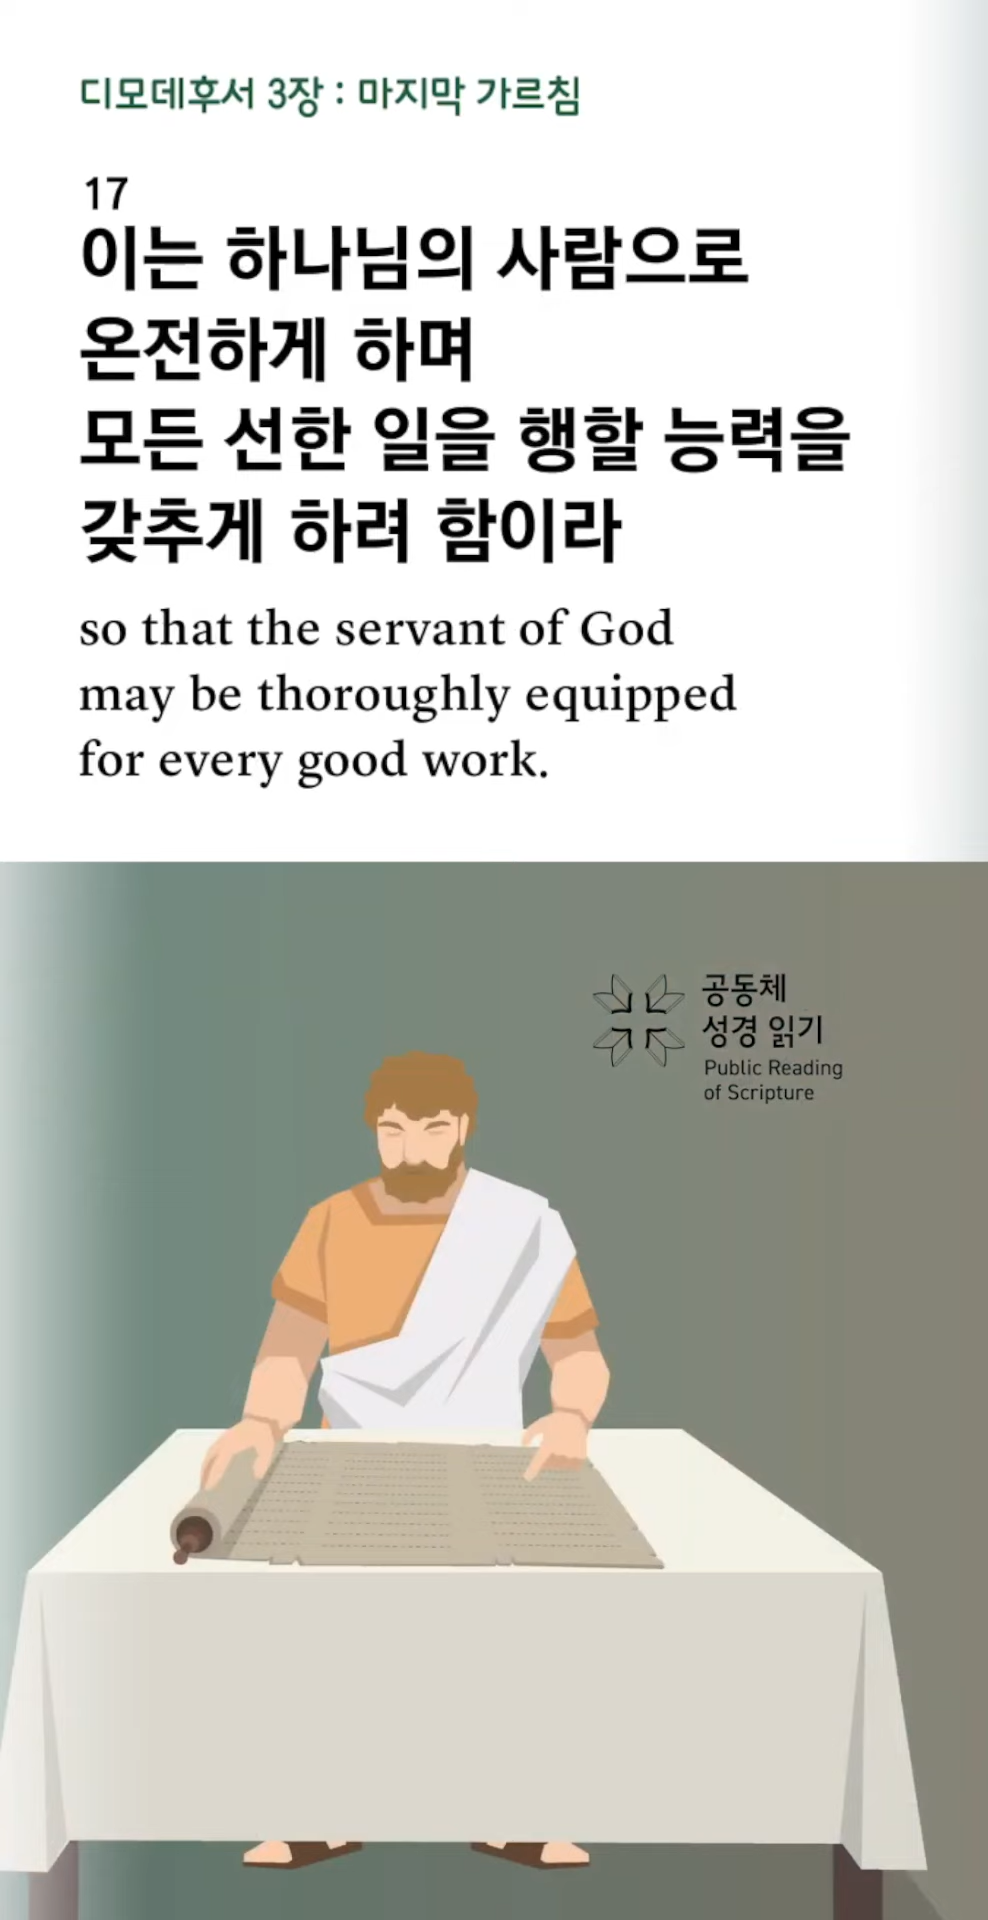 디모데후서 3장 : 마지막 가르침
17
이는 하나님의 사람으로
온전하게 하며
모든 선한 일을 행할 능력을
갖추게 하려 함이라
so that the servant of God
may be thoroughly equipped
for every good work.
공동체
성경 읽기
Public Reading
of Scripture